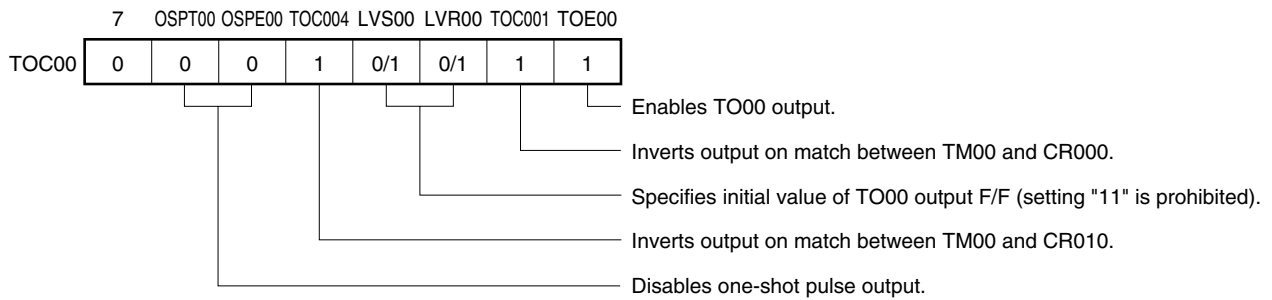 7 OSPT00 OSPE00 TOC004 LVS00 LVR00 TOC001 TOE00
TOC00 0 0 0 1 0/1 0/1 1 1
Enables TO00 output.
Inverts output on match between TM00 and CR000.
Specifies initial value of TO00 output F/F (setting "11" is prohibited).
Inverts output on match between TM00 and CR010.
Disables one-shot pulse output.